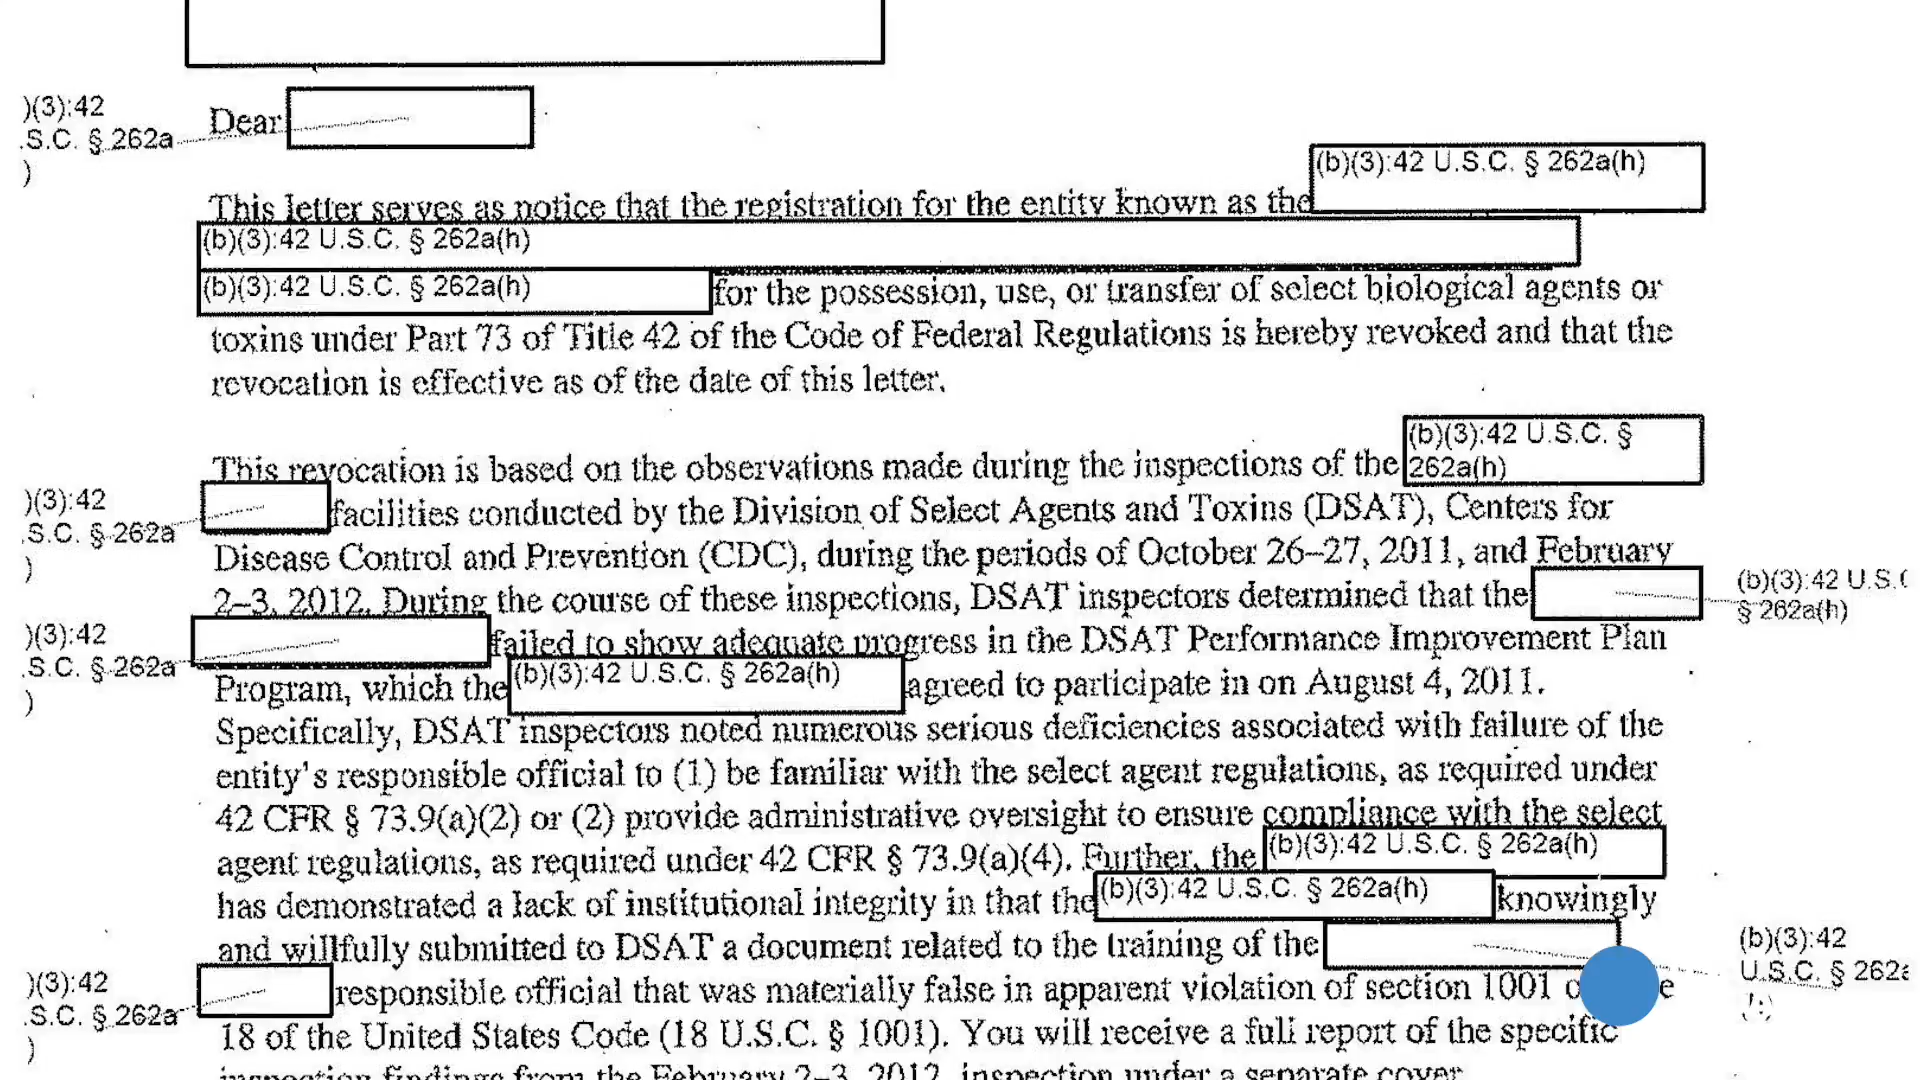 )(3):42
.S.C. § 262a
)
Dear
(b)(3):42 U.S.C. § 262a(h)
This letter serves as notice that the registration for the entity known as the
(b)(3):42 U.S.C. § 262a(h)
(b)(3):42 U.S.C. § 262a(h)
for the possession, use, or transfer of select biological agents or
toxins under Part 73 of Title 42 of the Code of Federal Regulations is hereby revoked and that the
revocation is effective as of the date of this letter.
(b)(3):42 U.S.C. §
262a(h)
This revocation is based on the observations made during the inspections of the
)(3):42
.S.C. § 262a
)
facilities conducted by the Division of Select Agents and Toxins (DSAT), Centers for
Disease Control and Prevention (CDC), during the periods of October 26–27, 2011, and February
2–3, 2012. During the course of these inspections, DSAT inspectors determined that the
(b)(3):42 U.S.C
§ 262a(h)
)(3):42
.S.C. § 262a
)
failed to show adequate progress in the DSAT Performance Improvement Plan
Program, which the (b)(3):42 U.S.C. § 262a(h) agreed to participate in on August 4, 2011.
Specifically, DSAT inspectors noted numerous serious deficiencies associated with failure of the
entity's responsible official to (1) be familiar with the select agent regulations, as required under
42 CFR § 73.9(a)(2) or (2) provide administrative oversight to ensure compliance with the select
agent regulations, as required under 42 CFR § 73.9(a)(4). Further, the (b)(3):42 U.S.C. § 262a(h)
has demonstrated a lack of institutional integrity in that the (b)(3):42 U.S.C. § 262a(h) knowingly
and willfully submitted to DSAT a document related to the training of the
(b)(3):42
U.S.C. § 262a
)(3):42
.S.C. § 262a
)
responsible official that was materially false in apparent violation of section 1001
18 of the United States Code (18 U.S.C. § 1001). You will receive a full report of the specific
inspection findings from the February 2–3, 2012, inspection under a separate cover.